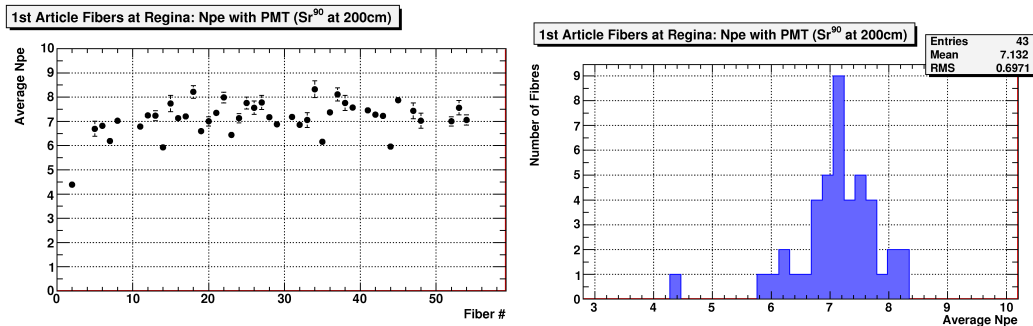 1st Article Fibers at Regina: Npe with PMT (Sr90 at 200cm)
Average Npe
10
9
8
7
6
5
4
3
2
1
0
0 10 20 30 40 50
Fiber #
1st Article Fibers at Regina: Npe with PMT (Sr90 at 200cm)
Entries 43
Mean 7.132
RMS 0.6971
Number of Fibres
9
8
7
6
5
4
3
2
1
0
3 4 5 6 7 8 9 10
Average Npe